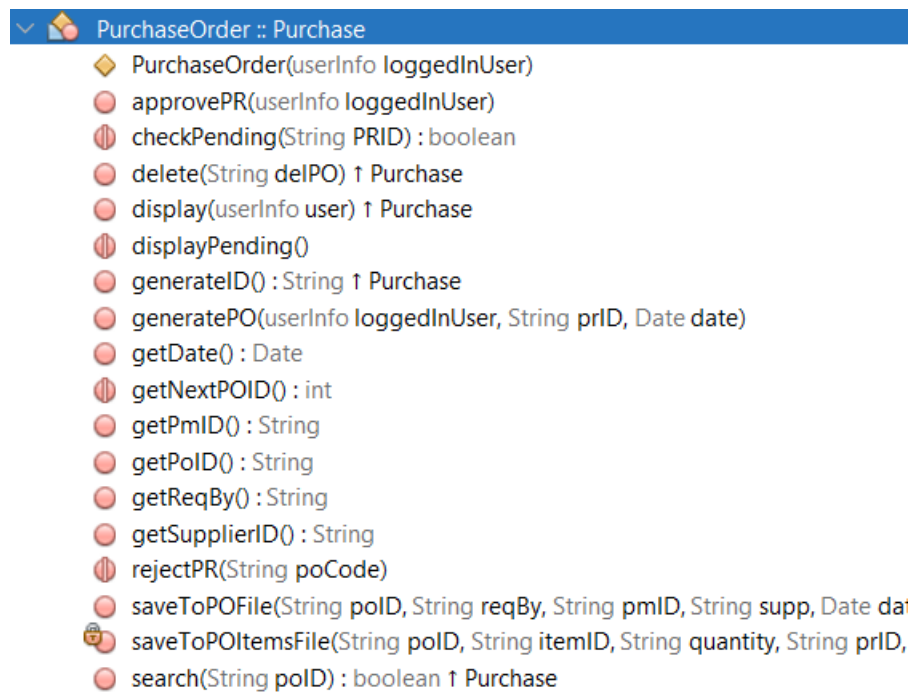 PurchaseOrder :: Purchase
PurchaseOrder(userInfo loggedInUser)
approvePR(userInfo loggedInUser)
checkPending(String PRID) : boolean
delete(String delPO) ↑ Purchase
display(userInfo user) ↑ Purchase
displayPending()
generateID() : String ↑ Purchase
generatePO(userInfo loggedInUser, String prID, Date date)
getDate() : Date
getNextPOID() : int
getPmID() : String
getPoID() : String
getReqBy() : String
getSupplierID() : String
rejectPR(String poCode)
saveToPOFile(String poID, String reqBy, String pmID, String supp, Date dat
saveToPOItemsFile(String poID, String itemID, String quantity, String prID,
search(String poID) : boolean ↑ Purchase